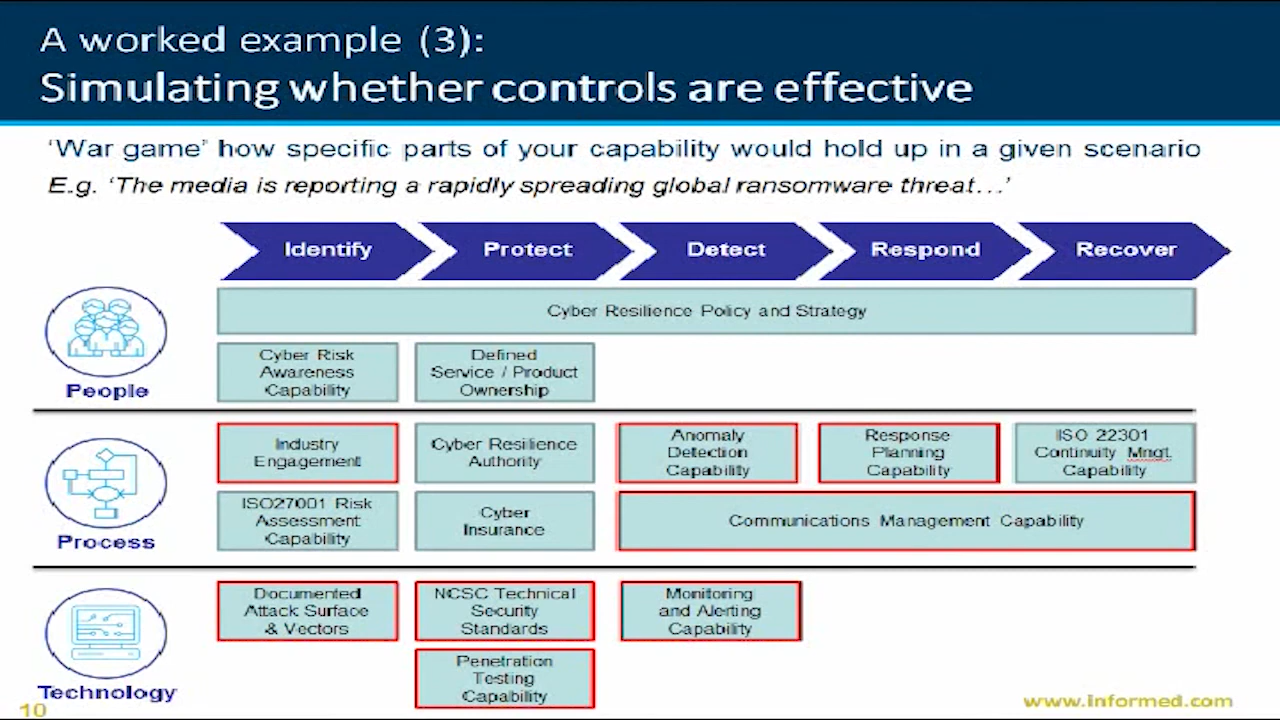 A worked example (3):
Simulating whether controls are effective
‘War game’ how specific parts of your capability would hold up in a given scenario
E.g. ‘The media is reporting a rapidly spreading global ransomware threat…’
Identify
Protect
Detect
Respond
Recover
People
Cyber Resilience Policy and Strategy
Cyber Risk
Awareness
Capability
Defined
Service / Product
Ownership
Process
Industry
Engagement
Cyber Resilience
Authority
Anomaly
Detection
Capability
Response
Planning
Capability
ISO 22301
Continuity Mngt.
Capability
ISO27001 Risk
Assessment
Capability
Cyber
Insurance
Communications Management Capability
Technology
Documented
Attack Surface
& Vectors
NCSC Technical
Security
Standards
Monitoring
and Alerting
Capability
Penetration
Testing
Capability
10
www.informed.com